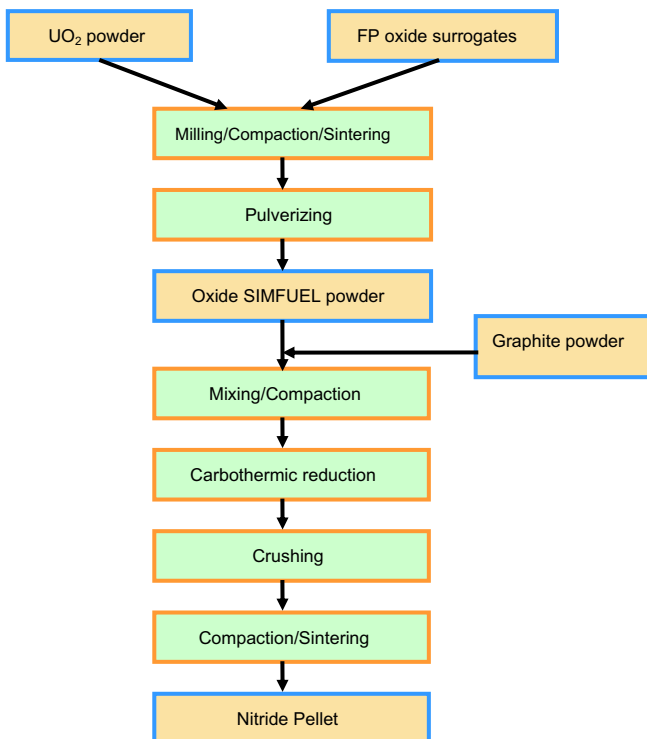 UO₂ powder
FP oxide surrogates
Milling/Compaction/Sintering
Pulverizing
Oxide SIMFUEL powder
Graphite powder
Mixing/Compaction
Carbothermic reduction
Crushing
Compaction/Sintering
Nitride Pellet